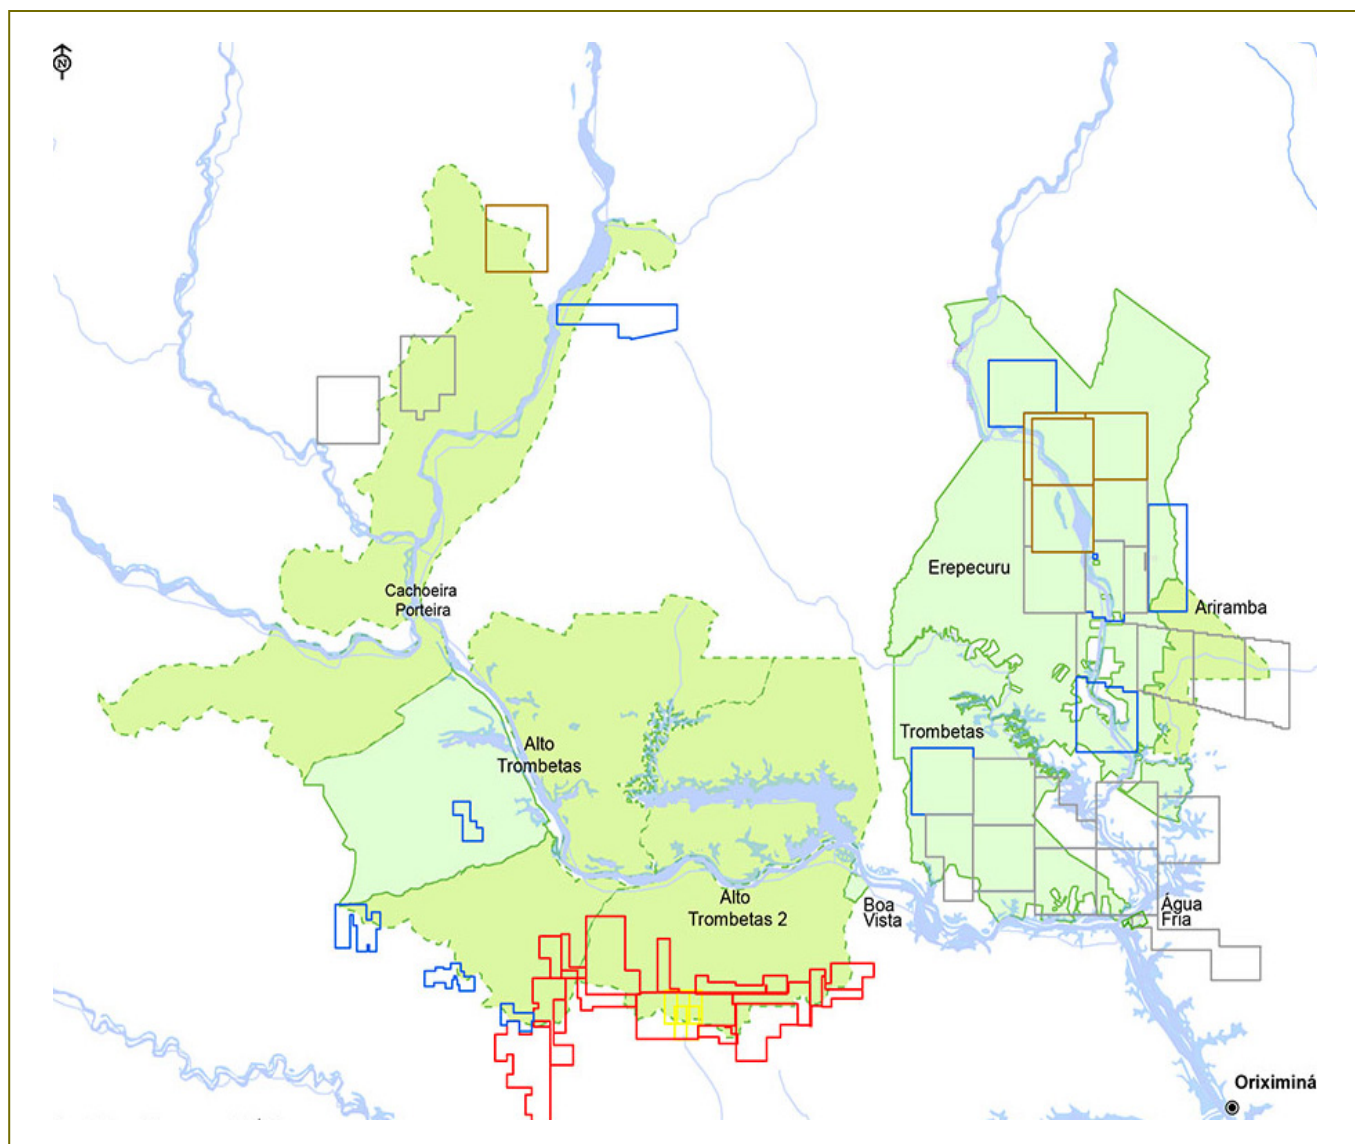 N
Erepecuru
Cachoeira
Porteira
Ariramba
Trombetas
Alto
Trombetas
Alto
Trombetas 2
Boa
Vista
Água
Fria
Oriximiná